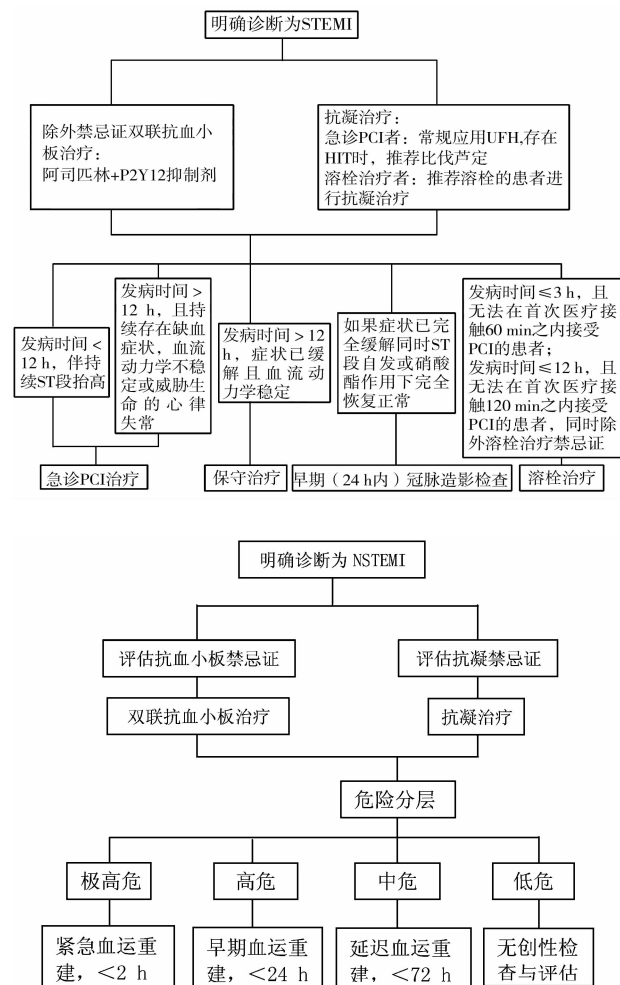 明确诊断为STEMI
除外禁忌证双联抗血小
板治疗：
阿司匹林+P2Y12抑制剂
抗凝治疗：
急诊PCI者：常规应用UFH,存在
HIT时，推荐比伐芦定
溶栓治疗者：推荐溶栓的患者进
行抗凝治疗
发病时间<
12 h，伴持
续ST段抬高
发病时间>
12 h，且持
续存在缺血
症状，血流
动力学不稳
定或威胁生
命的心律
失常
发病时间>12
h，症状已缓
解且血流动
力学稳定
如果症状已完
全缓解同时ST
段自发或硝酸
酯作用下完全
恢复正常
发病时间≤3 h，且
无法在首次医疗接
触60 min之内接受
PCI的患者；
发病时间≤12 h，且
无法在首次医疗接
触120 min之内接受
PCI的患者，同时除
外溶栓治疗禁忌证
急诊PCI治疗
保守治疗
早期（24 h内）冠脉造影检查
溶栓治疗
明确诊断为 NSTEMI
评估抗血小板禁忌证
评估抗凝禁忌证
双联抗血小板治疗
抗凝治疗
危险分层
极高危
高危
中危
低危
紧急血运重
建，<2 h
早期血运重
建，<24 h
延迟血运重
建，<72 h
无创性检
查与评估